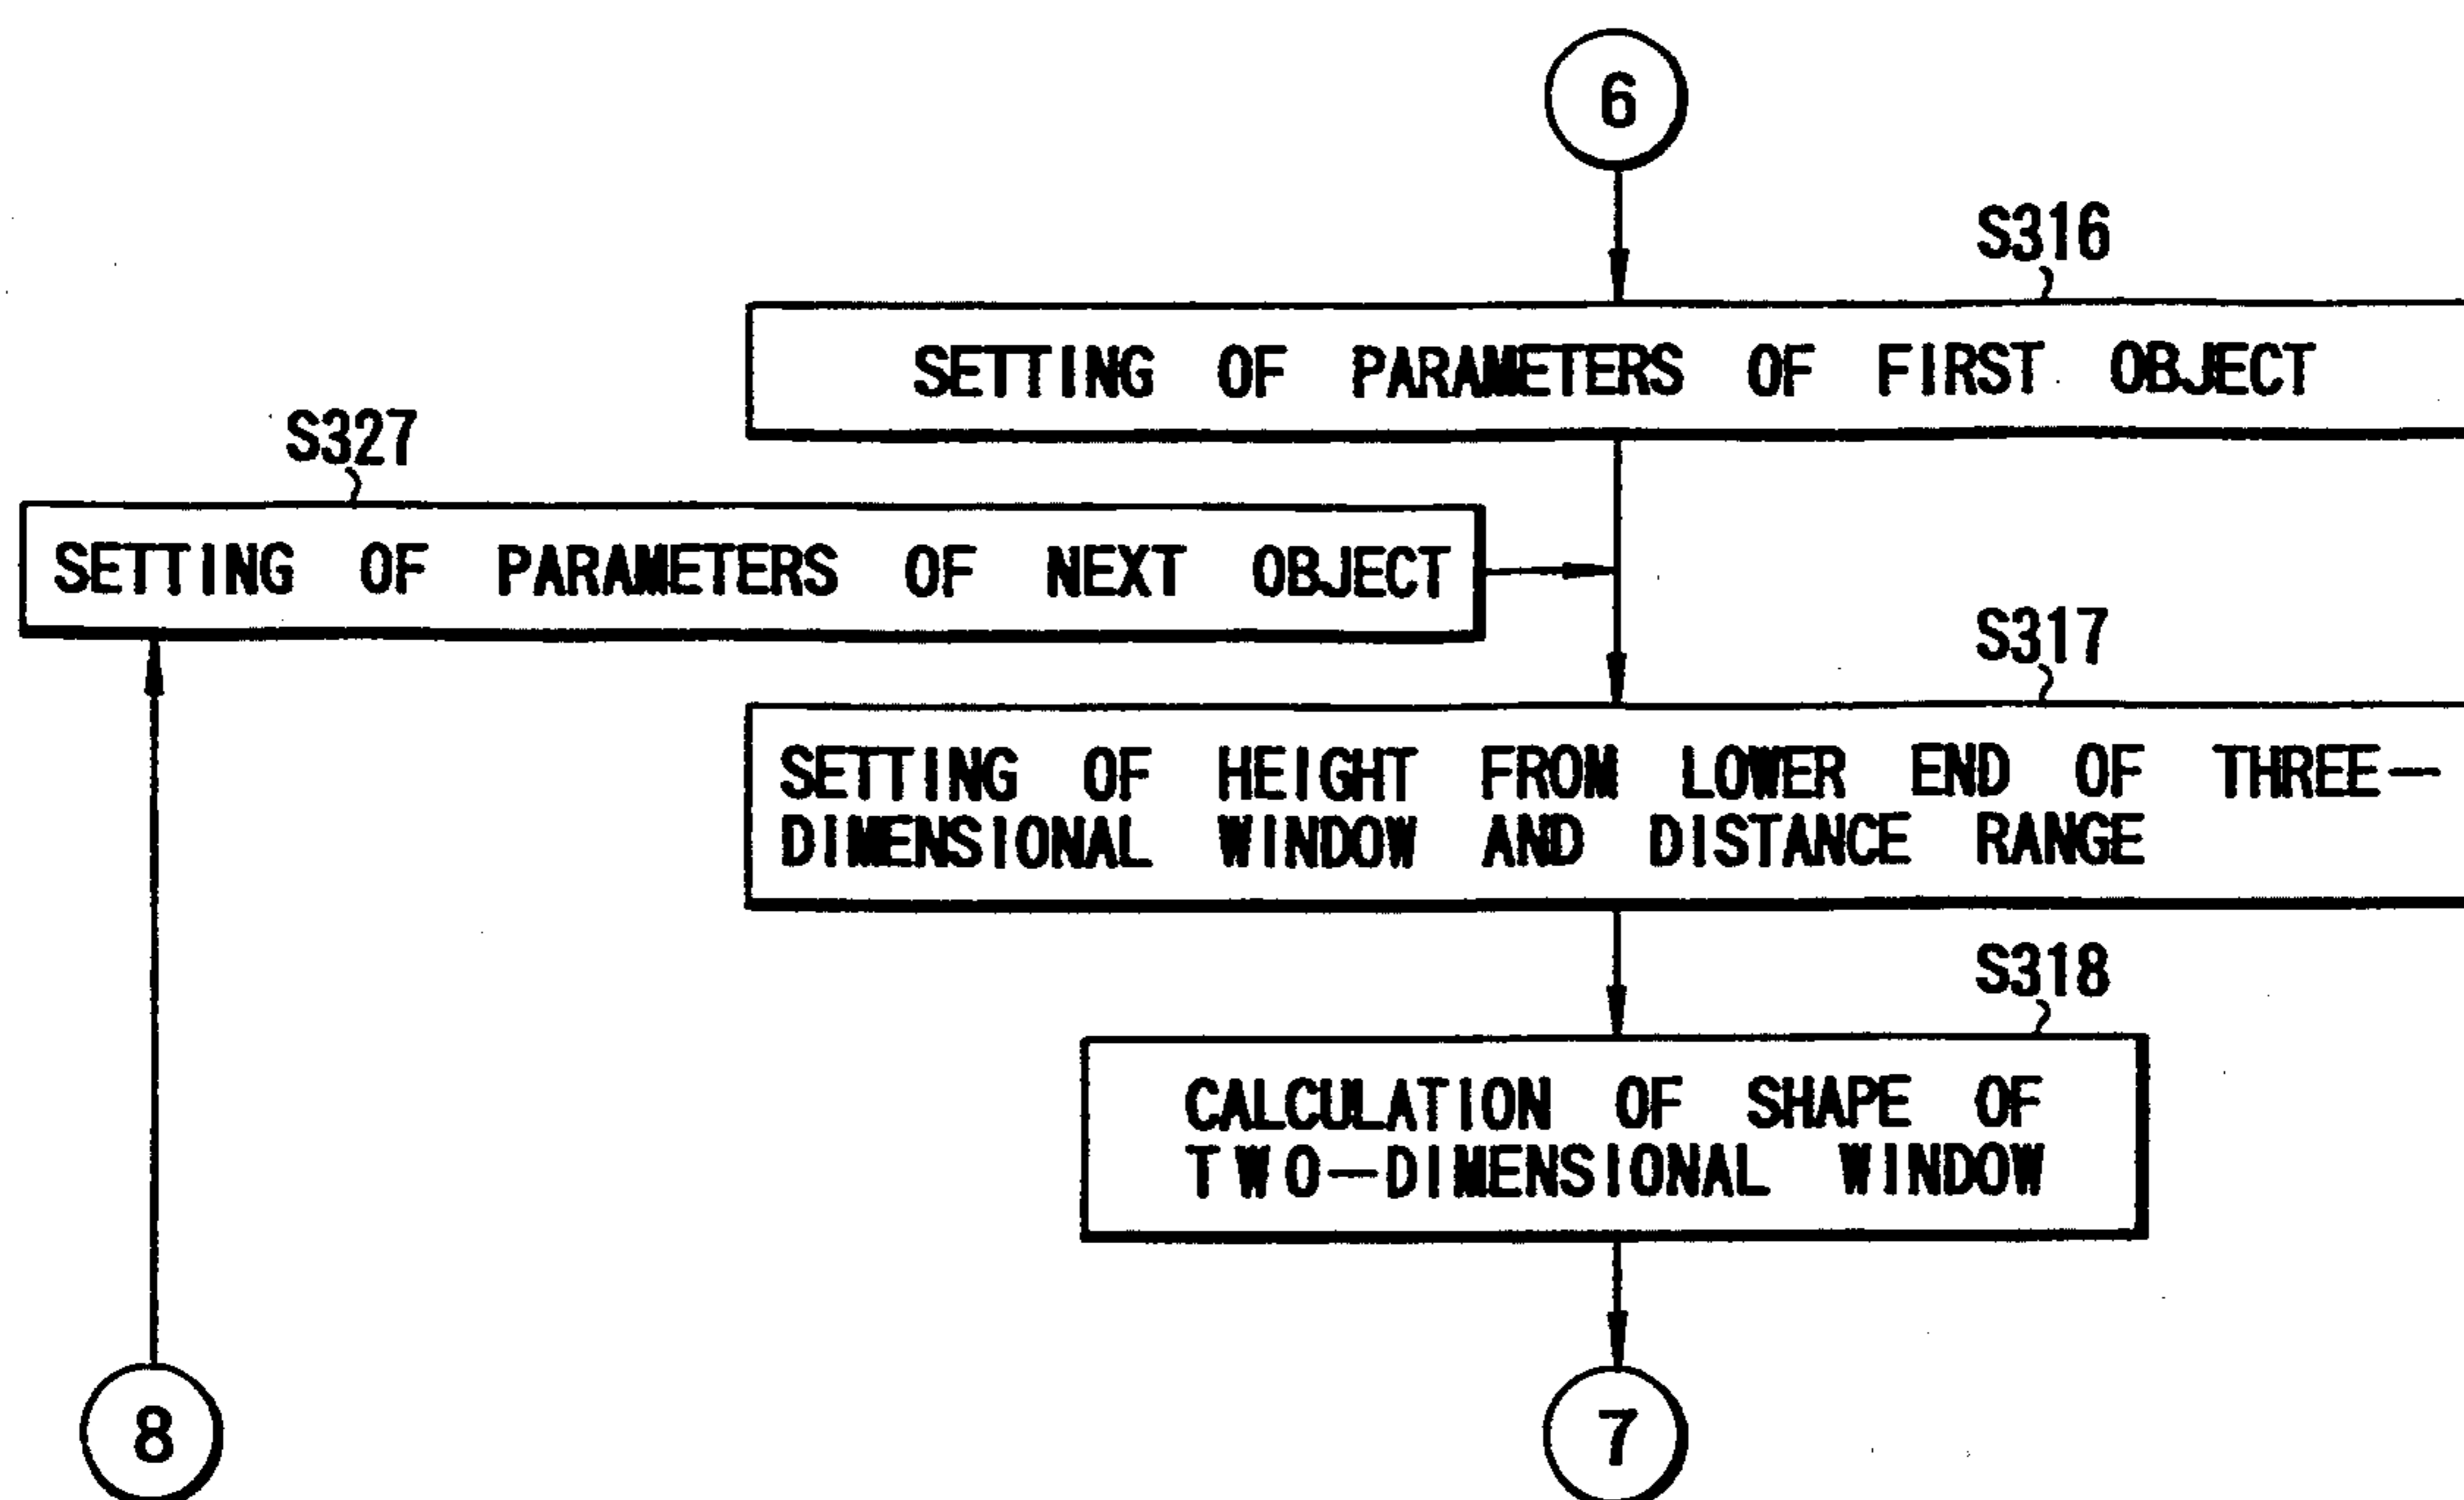 6
S316
SETTING OF PARAMETERS OF FIRST OBJECT
S327
SETTING OF PARAMETERS OF NEXT OBJECT
S317
SETTING OF HEIGHT FROM LOWER END OF THREE—
DIMENSIONAL WINDOW AND DISTANCE RANGE
S318
CALCULATION OF SHAPE OF
TWO—DIMENSIONAL WINDOW
8
7